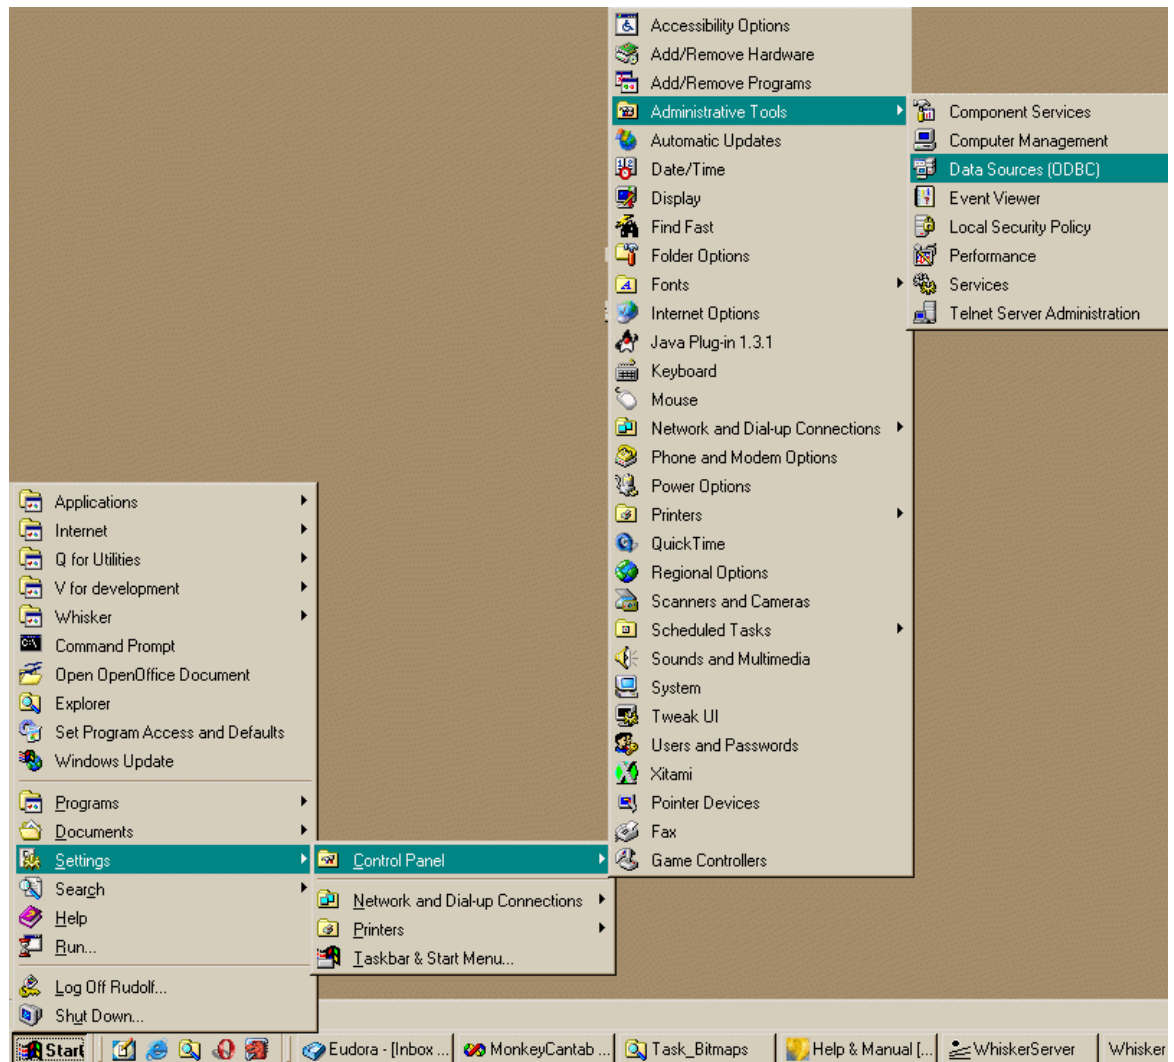 Accessibility Options
Add/Remove Hardware
Add/Remove Programs
Administrative Tools
Automatic Updates
Date/Time
Display
Find Fast
Folder Options
Fonts
Internet Options
Java Plug-in 1.3.1
Keyboard
Mouse
Network and Dial-up Connections
Phone and Modem Options
Power Options
Printers
QuickTime
Regional Options
Scanners and Cameras
Scheduled Tasks
Sounds and Multimedia
System
Tweak UI
Users and Passwords
Xitami
Pointer Devices
Fax
Game Controllers
Component Services
Computer Management
Data Sources (ODBC)
Event Viewer
Local Security Policy
Performance
Services
Telnet Server Administration
Applications
Internet
Q for Utilities
V for development
Whisker
Command Prompt
Open OpenOffice Document
Explorer
Set Program Access and Defaults
Windows Update
Programs
Documents
Settings
Search
Help
Run...
Log Off Rudolf...
Shut Down...
Control Panel
Network and Dial-up Connections
Printers
Taskbar & Start Menu...
Start
Eudora - [Inbox ...
MonkeyCantab ...
Task_Bitmaps
Help & Manual [...
WhiskerServer
Whisker